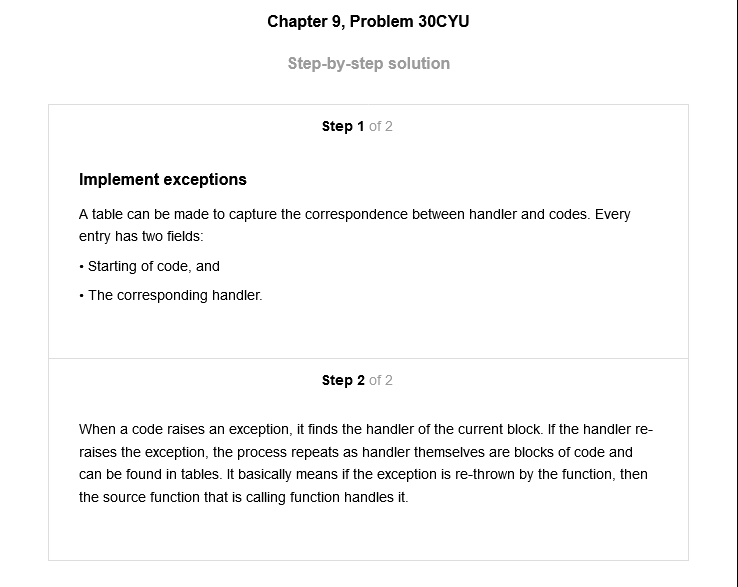 Chapter 9, Problem 30CYU
Step-by-step solution
Step 1 of 2
Implement exceptions
A table can be made to capture the correspondence between handler and codes. Every
entry has two fields:
• Starting of code, and
• The corresponding handler.
Step 2 of 2
When a code raises an exception, it finds the handler of the current block. If the handler re-
raises the exception, the process repeats as handler themselves are blocks of code and
can be found in tables. It basically means if the exception is re-thrown by the function, then
the source function that is calling function handles it.